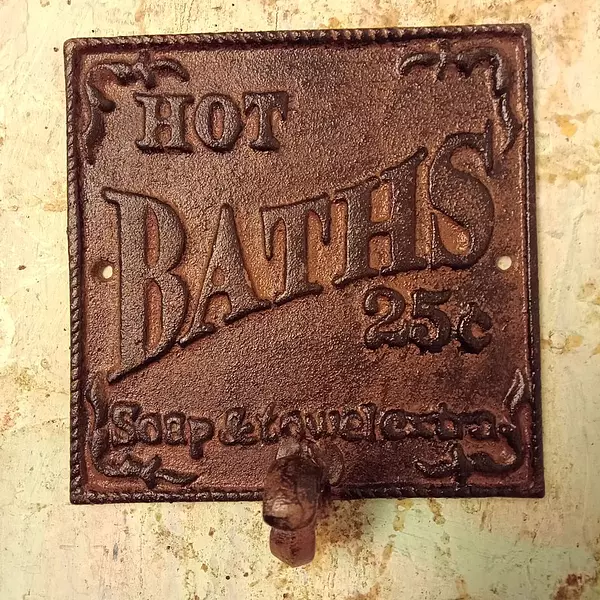 HOT
BATHS
25¢
Soap & towel extra